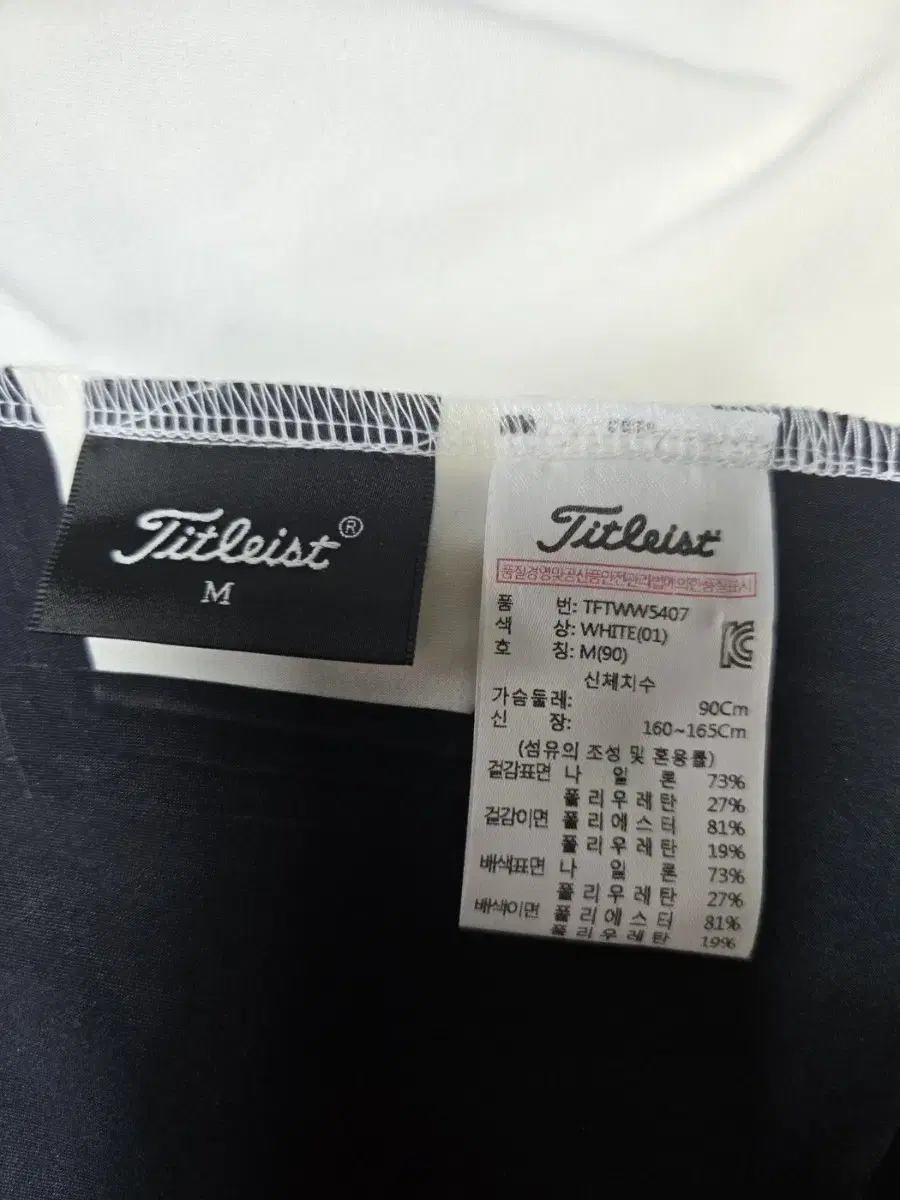 Titleist®
M
Titleist
품질경영및공산품안전관리법에의한품질표시
품 번: TFTWW5407
색 상: WHITE(01)
호 칭: M(90)
신체치수
가슴둘레: 90Cm
신 장: 160~165Cm
(섬유의 조성 및 혼용률)
겉감표면 나 일 론 73%
폴 리 우 레 탄 27%
겉감이면 폴 리 에 스 터 81%
폴 리 우 레 탄 19%
배색표면 나 일 론 73%
폴 리 우 레 탄 27%
배색이면 폴 리 에 스 터 81%
폴 리 우 레 탄 19%